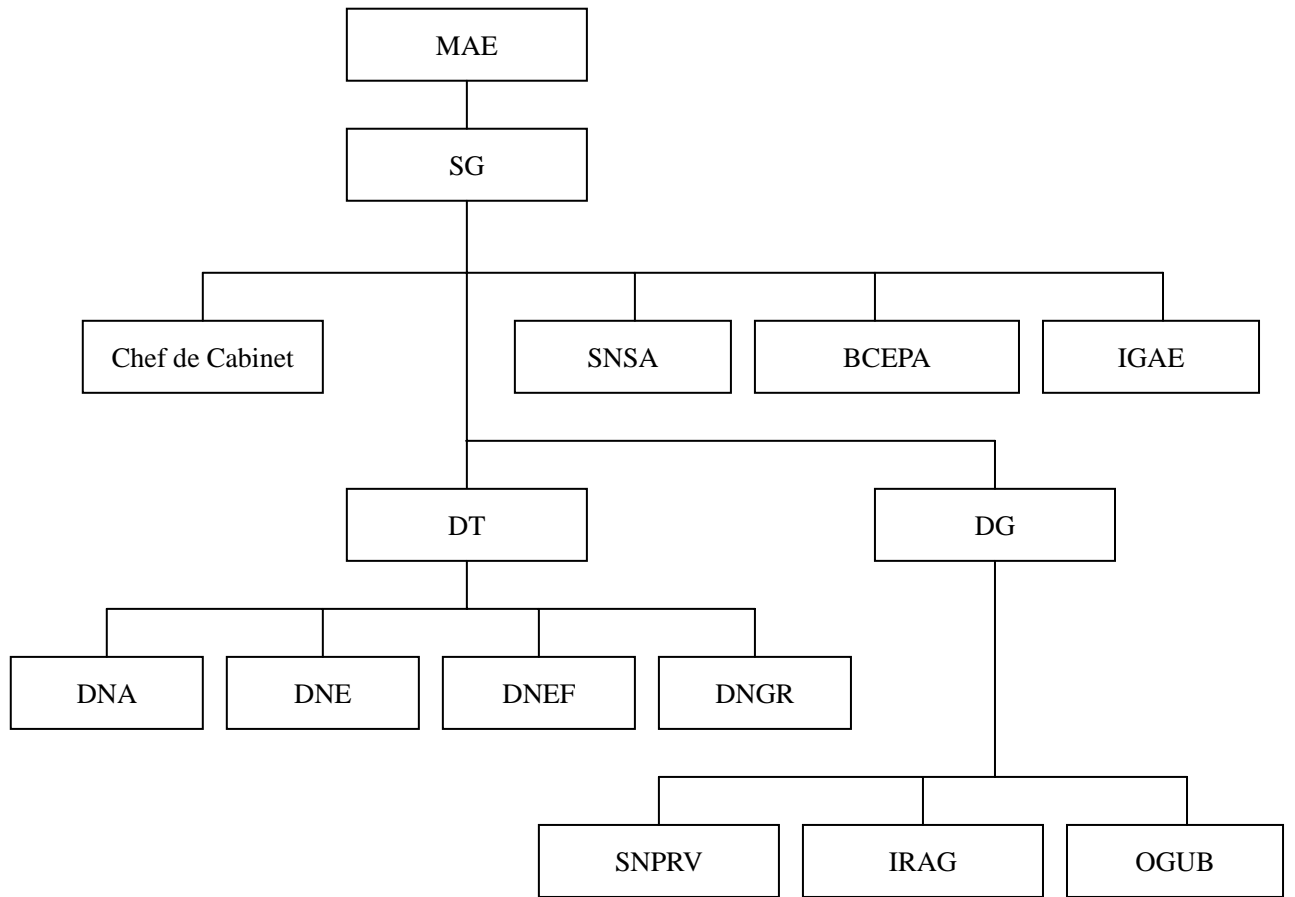 MAE
SG
Chef de Cabinet
SNSA
BCEPA
IGAE
DT
DG
DNA
DNE
DNEF
DNGR
SNPRV
IRAG
OGUB